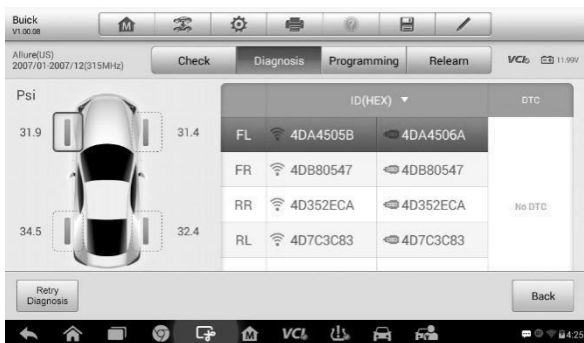 Buick
V1.00.08
Allure(US)
2007/01-2007/12(315MHz)
Check
Diagnosis
Programming
Relearn
VCI
11.99V
Psi
31.9
31.4
34.5
32.4
ID(HEX)
DTC
FL 4DA4505B 4DA4506A
FR 4DB80547 4DB80547
RR 4D352ECA 4D352ECA
RL 4D7C3C83 4D7C3C83
No DTC
Retry
Diagnosis
Back
M
VCI
4:25